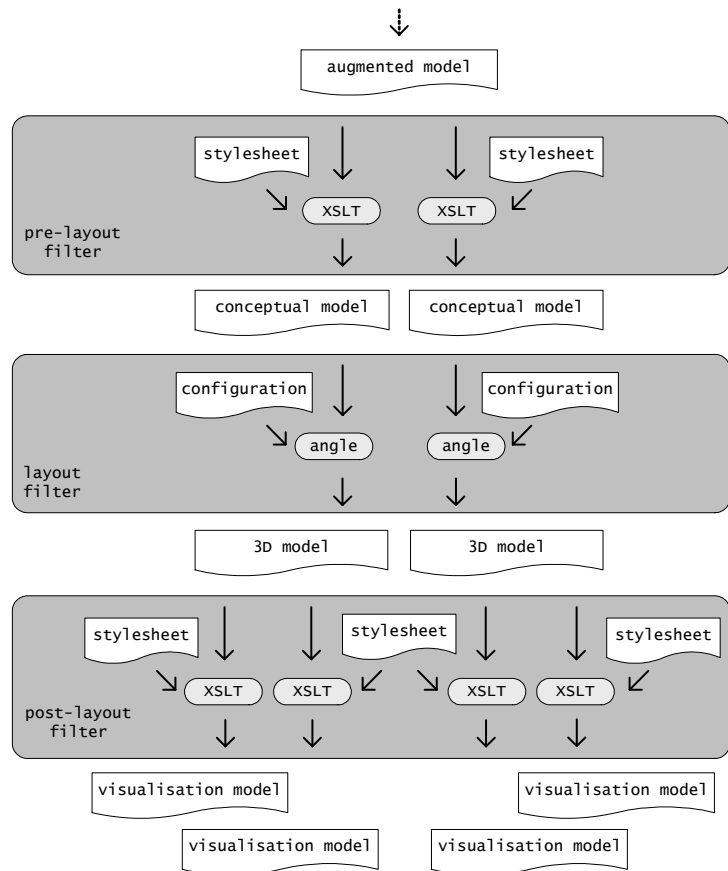 augmented model
stylesheet
stylesheet
XSLT
XSLT
pre-layout
filter
conceptual model
conceptual model
configuration
configuration
angle
angle
layout
filter
3D model
3D model
stylesheet
stylesheet
stylesheet
XSLT
XSLT
XSLT
XSLT
post-layout
filter
visualisation model
visualisation model
visualisation model
visualisation model